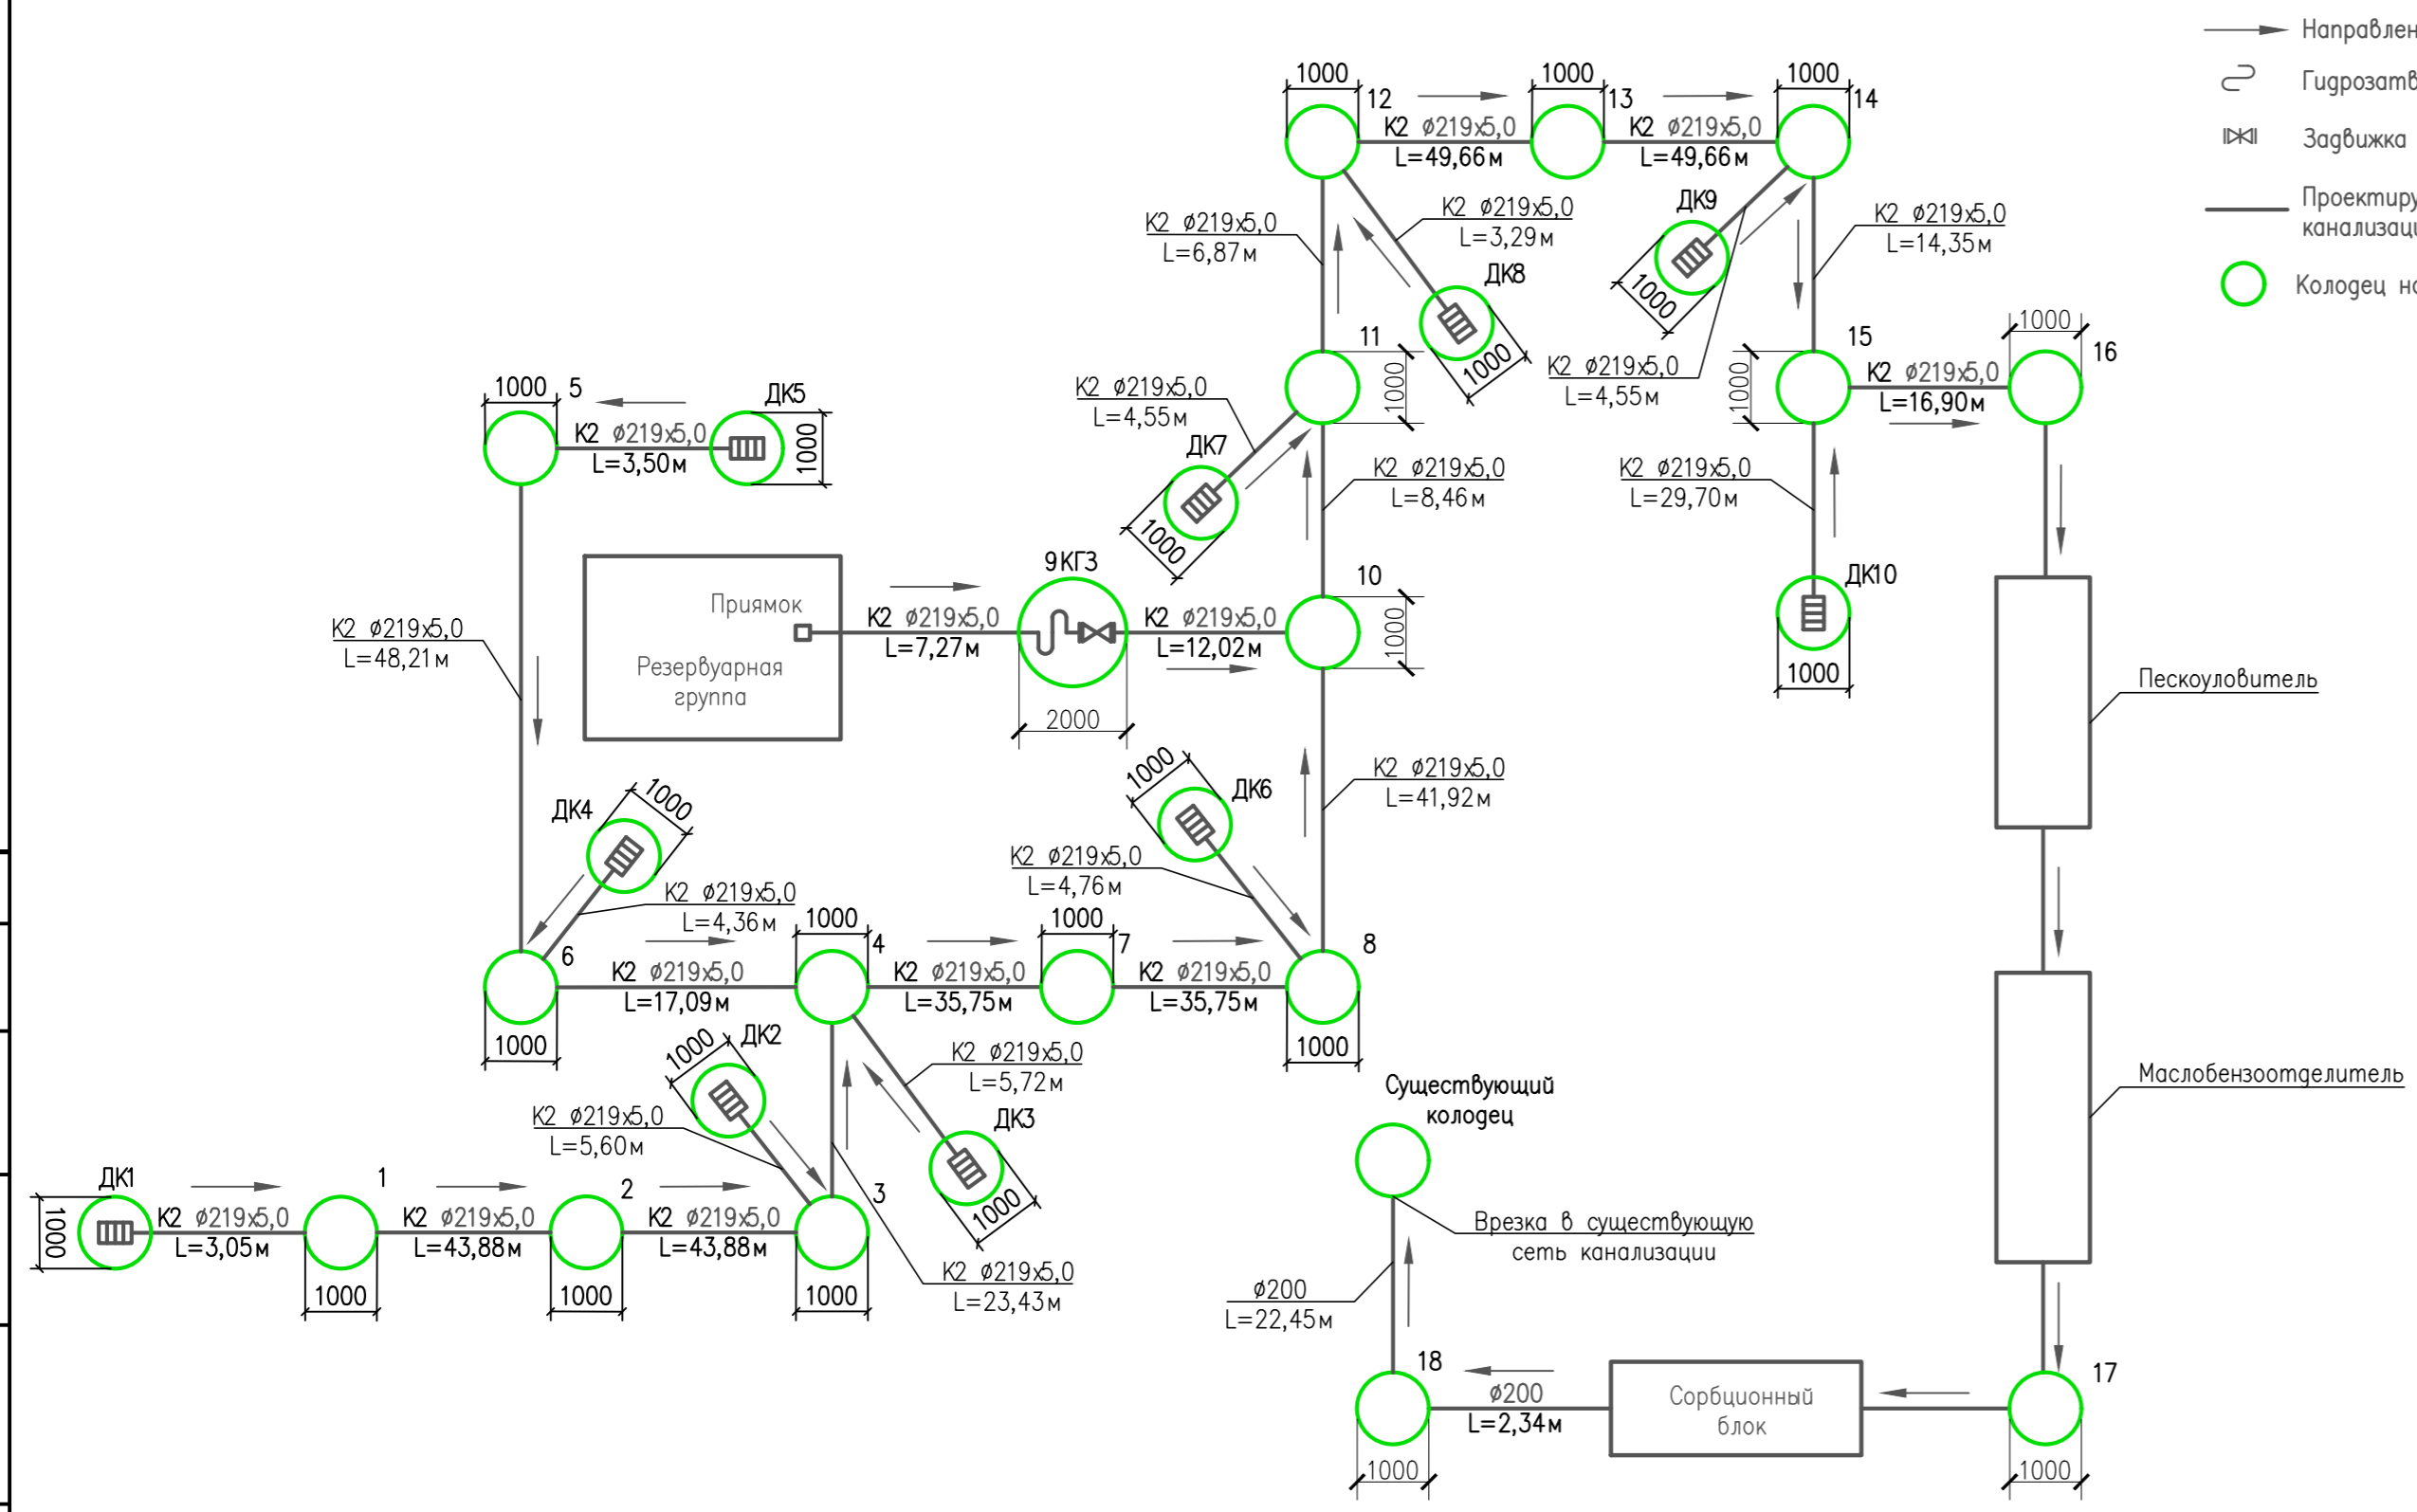 Направлен
Гидрозатв
Задвижка
Проектиру
канализаци
Колодец на
1000
12
K2 ø219x5,0
L=49,66м
1000
13
K2 ø219x5,0
L=49,66м
1000
14
K2 ø219x5,0
L=6,87м
K2 ø219x5,0
L=3,29м
ДК8
1000
ДК9
1000
K2 ø219x5,0
L=4,55м
K2 ø219x5,0
L=14,35м
11
1000
K2 ø219x5,0
L=4,55м
ДК7
1000
15
1000
K2 ø219x5,0
L=16,90м
1000
16
1000
5
K2 ø219x5,0
L=3,50м
ДК5
1000
K2 ø219x5,0
L=8,46м
K2 ø219x5,0
L=29,70м
ДК10
1000
Приямок
Резервуарная
группа
K2 ø219x5,0
L=7,27м
9КГЗ
2000
K2 ø219x5,0
L=12,02м
10
1000
K2 ø219x5,0
L=48,21м
Пескоуловитель
ДК4
1000
K2 ø219x5,0
L=4,36м
1000
ДК6
K2 ø219x5,0
L=4,76м
K2 ø219x5,0
L=41,92м
6
1000
K2 ø219x5,0
L=17,09м
1000
4
K2 ø219x5,0
L=35,75м
1000
7
K2 ø219x5,0
L=35,75м
8
1000
1000
ДК2
K2 ø219x5,0
L=5,60м
K2 ø219x5,0
L=5,72м
ДК3
1000
Существующий
колодец
Маслобензоотделитель
ДК1
1000
K2 ø219x5,0
L=3,05м
1
1000
K2 ø219x5,0
L=43,88м
2
1000
K2 ø219x5,0
L=43,88м
3
1000
K2 ø219x5,0
L=23,43м
Врезка в существующую
сеть канализации
ø200
L=22,45м
18
1000
ø200
L=2,34м
Сорбционный
блок
17
1000